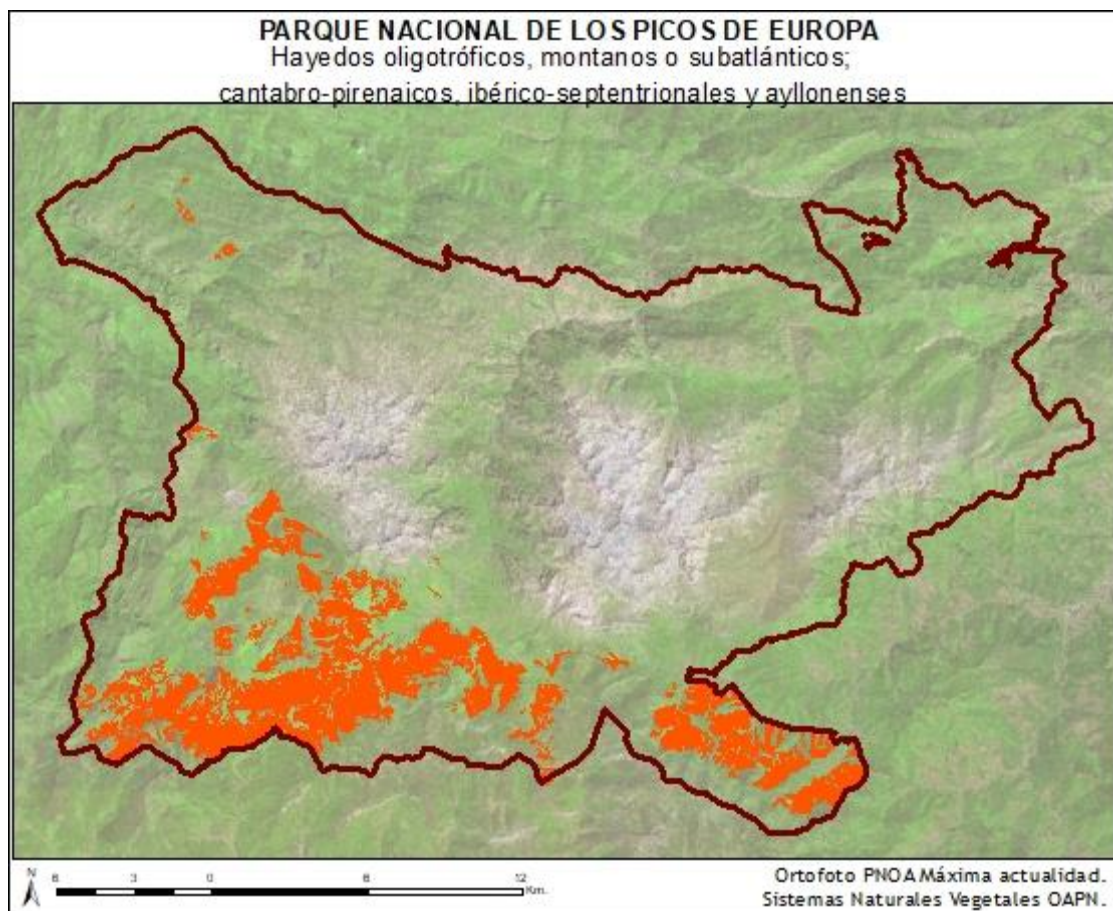 PARQUE NACIONAL DE LOS PICOS DE EUROPA
Hayedos oligotróficos, montanos o subatlánticos;
cantabro-pirenaicos, ibérico-septentrionales y ayllonenses
N
6 3 0 6 12
Km.
Ortofoto PNOA Máxima actualidad.
Sistemas Naturales Vegetales OAPN.